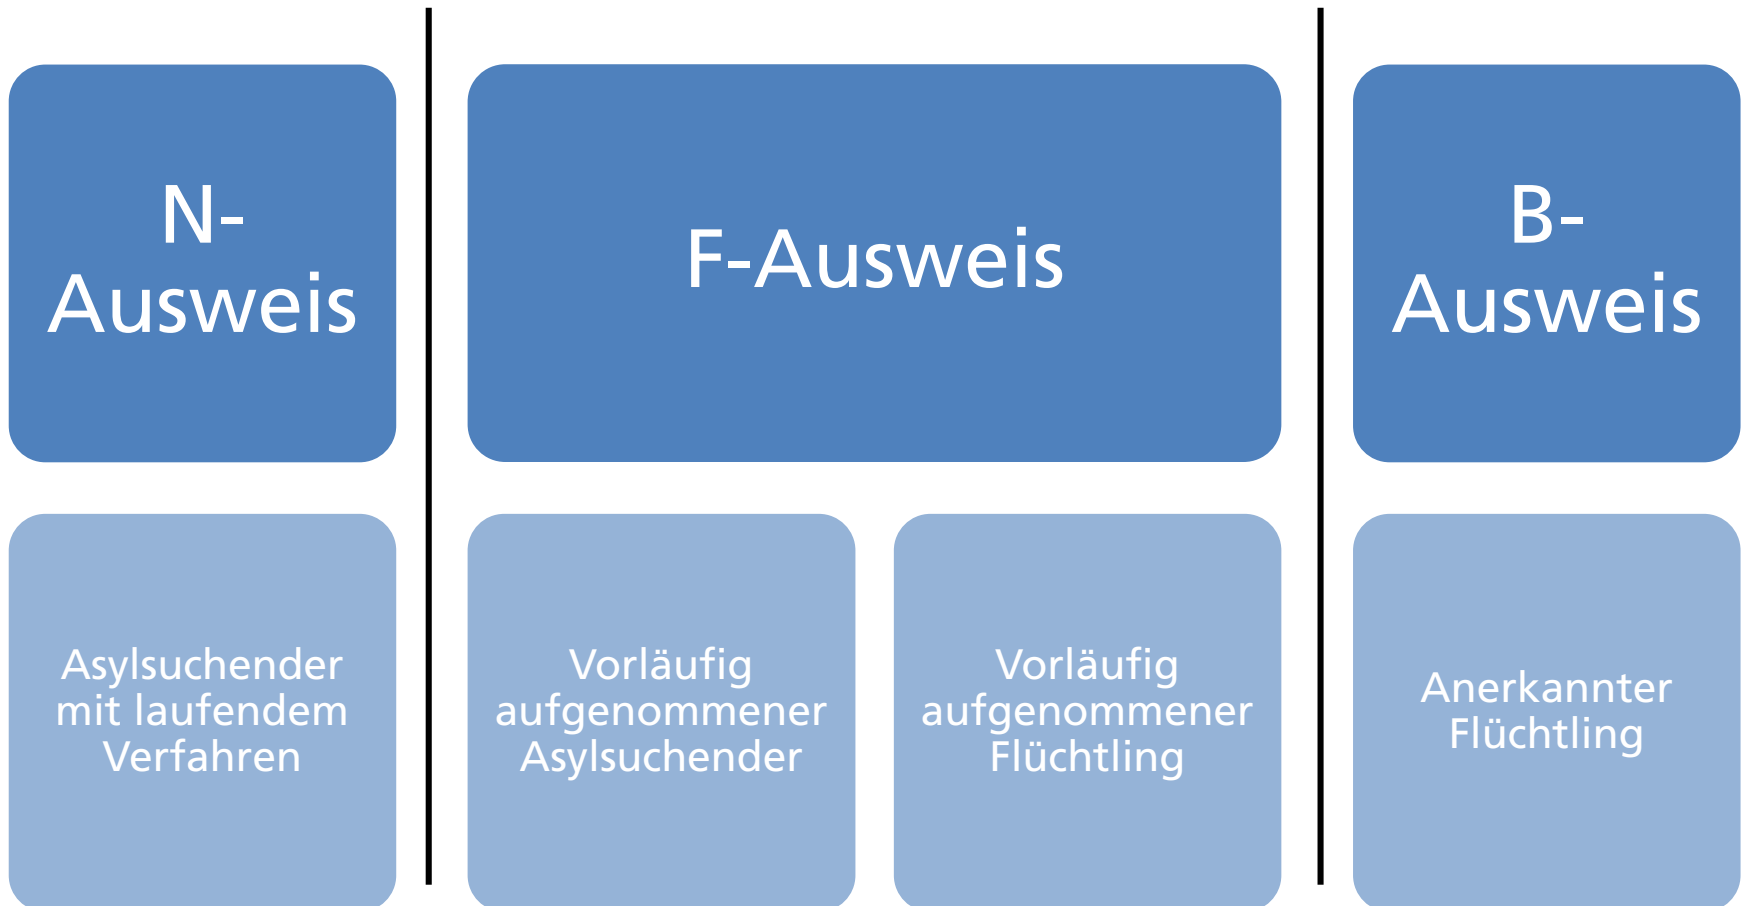 N-
Ausweis
F-Ausweis
B-
Ausweis
Asylsuchender
mit laufendem
Verfahren
Vorläufig
aufgenommener
Asylsuchender
Vorläufig
aufgenommener
Flüchtling
Anerkannter
Flüchtling